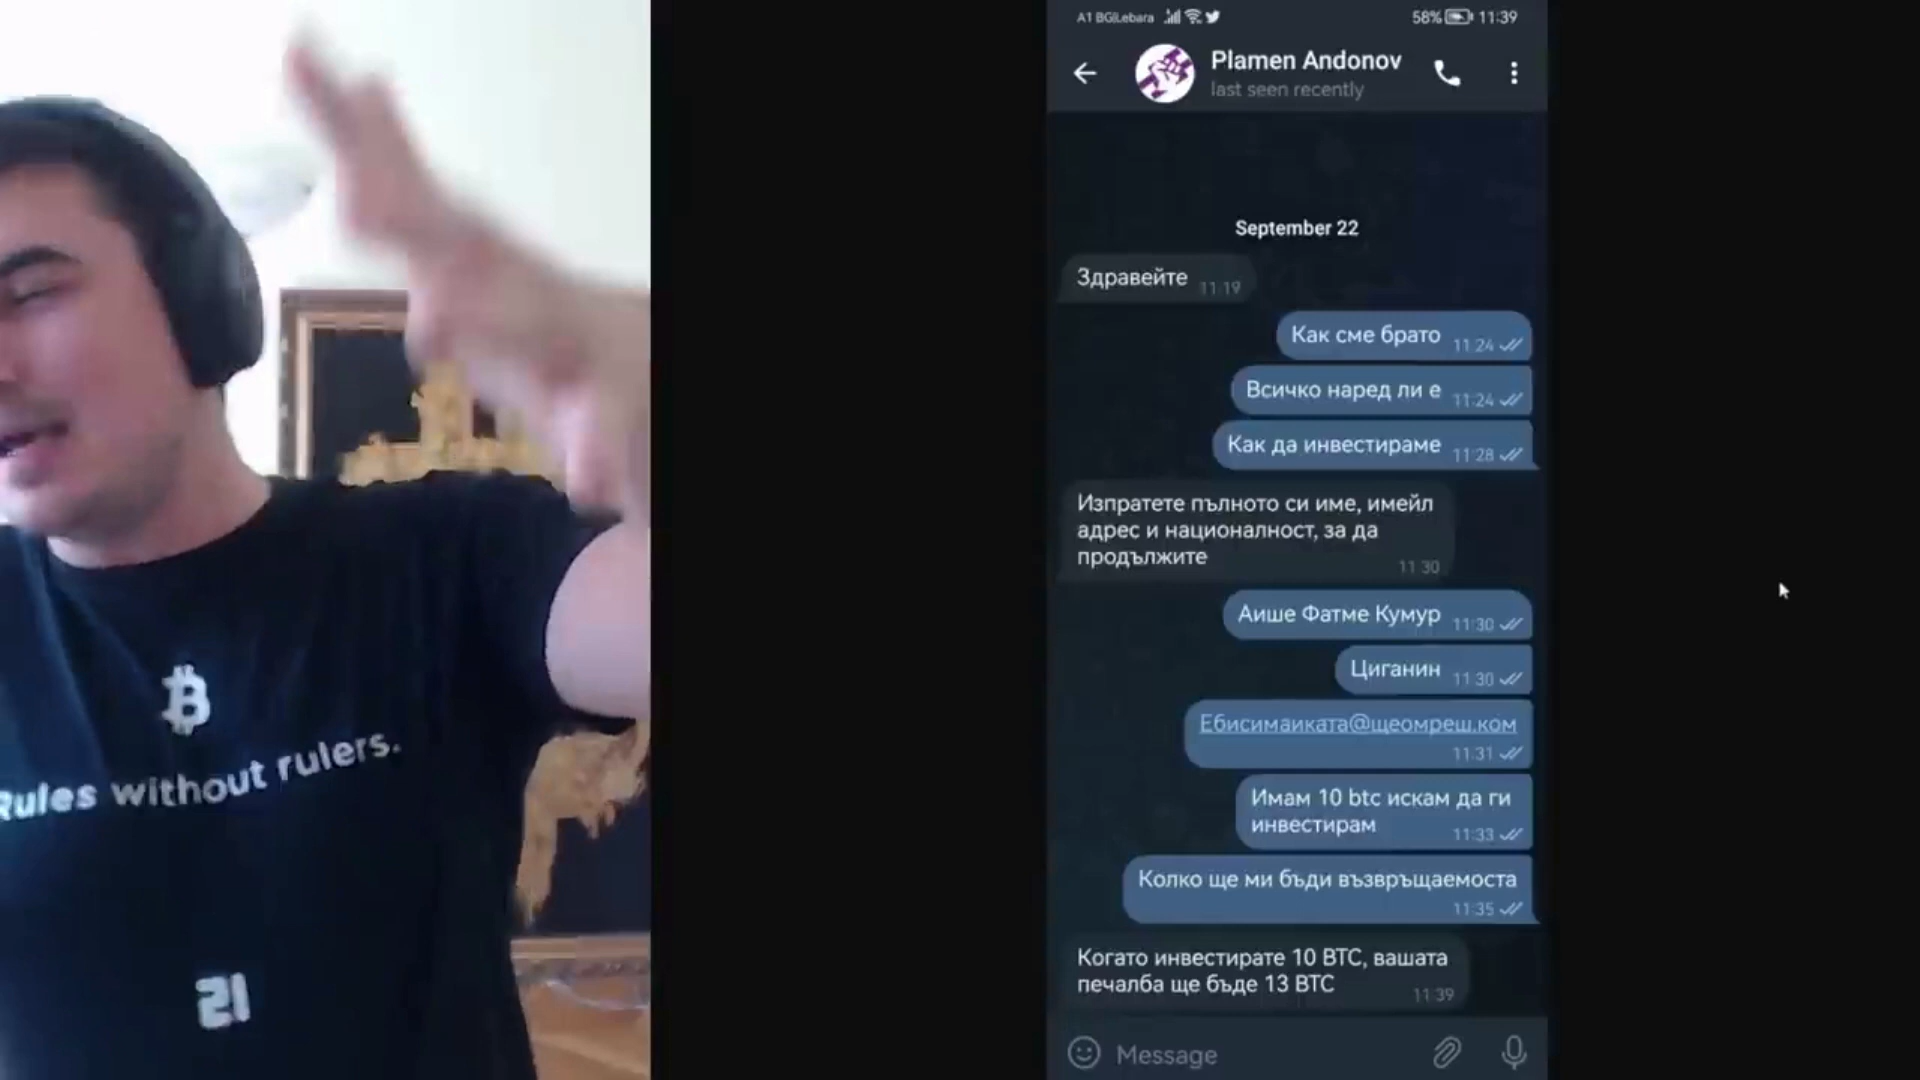 A1 BG|Lebara
58%
11:39
Plamen Andonov
last seen recently
September 22
Здравейте
11:19
Как сме брато
11:24
Всичко наред ли е
11:24
Как да инвестираме
11:28
Изпратете пълното си име, имейл
адрес и националност, за да
продължите
11:30
Аише Фатме Кумур
11:30
Циганин
11:30
Ебисимаиката@щеомреш.ком
11:31
Имам 10 btc искам да ги
инвестирам
11:33
Колко ще ми бъди возвръщаемоста
11:35
Когато инвестирате 10 BTC, вашата
печалба ще бъде 13 BTC
11:39
Message
Rules without rulers.
21